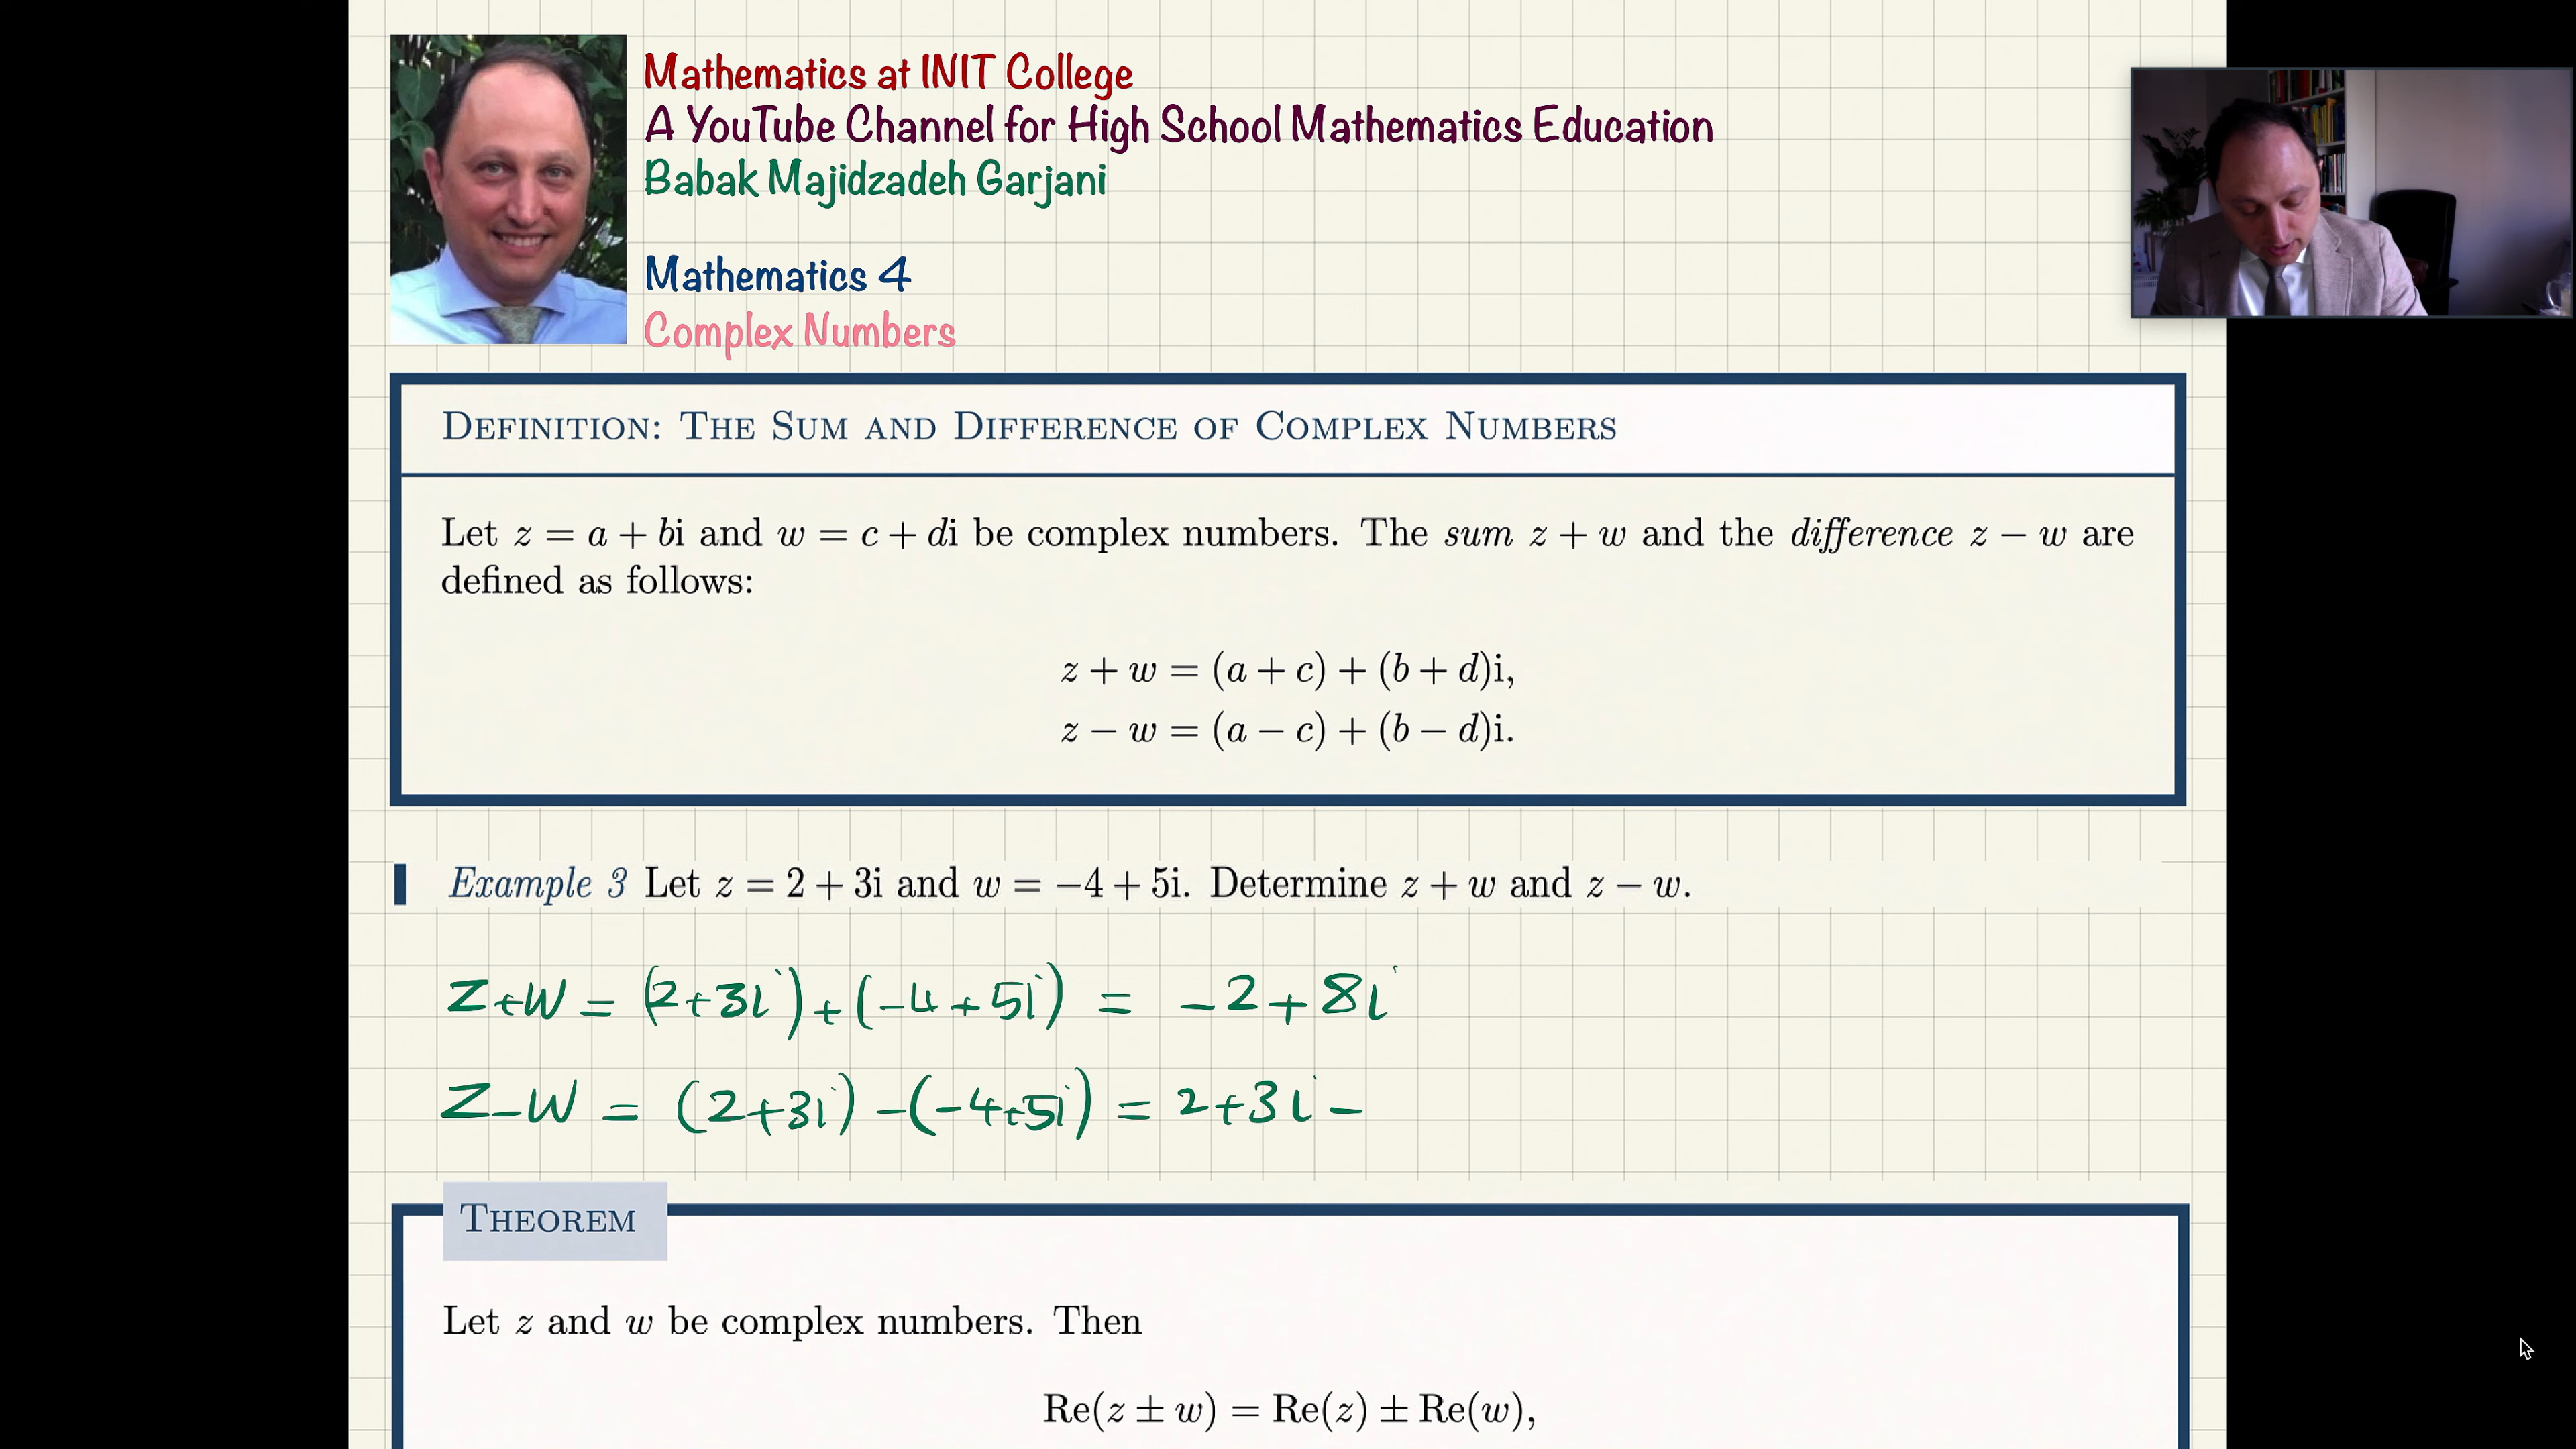 Mathematics at INIT College
A YouTube Channel for High School Mathematics Education
Babak Majidzadeh Garjani
Mathematics 4
Complex Numbers
Definition: The Sum and Difference of Complex Numbers
Let z = a + bi and w = c + di be complex numbers. The sum z + w and the difference z − w are
defined as follows:
z + w = (a + c) + (b + d)i,
z − w = (a − c) + (b − d)i.
Example 3 Let z = 2 + 3i and w = −4 + 5i. Determine z + w and z − w.
z+w = (2+3i)+(−4+5i) = −2+8i
z−w = (2+3i)−(−4+5i) = 2+3i−
Theorem
Let z and w be complex numbers. Then
Re(z ± w) = Re(z) ± Re(w),